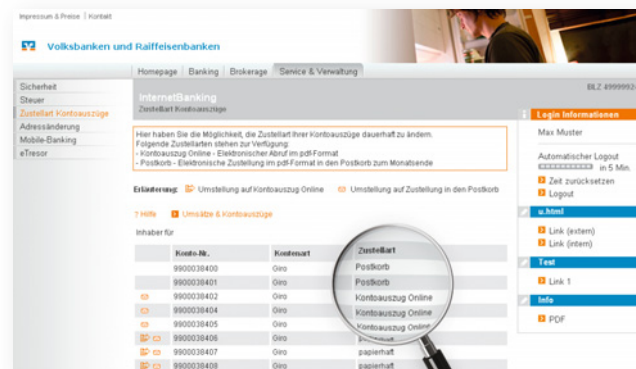 Impressum & Preise | Kontakt
Volksbanken und Raiffeisenbanken
Homepage Banking Brokerage Service & Verwaltung
Sicherheit
Steuer
Zustellart Kontoauszüge
Adressänderung
Mobile-Banking
eTresor
InternetBanking
Zustellart Kontoauszüge
BLZ 4999992
Hier haben Sie die Möglichkeit, die Zustellart Ihrer Kontoauszüge dauerhaft zu ändern.
Folgende Zustellarten stehen zur Verfügung:
- Kontoauszug Online - Elektronischer Abruf im pdf-Format
- Postkorb - Elektronische Zustellung im pdf-Format in den Postkorb zum Monatsende
Erläuterung: Umstellung auf Kontoauszug Online Umstellung auf Zustellung in den Postkorb
? Hilfe Umsätze & Kontoauszüge
Inhaber für
Konto-Nr. Kontenart Zustellart
9900038400 Giro Postkorb
9900038401 Giro Postkorb
9900038402 Giro Kontoauszug Online
9900038404 Giro Kontoauszug Online
9900038405 Giro Kontoauszug Online
9900038406 Giro papierhaft
9900038407 Giro papierhaft
9900038408 Giro papierhaft
Login Informationen
Max Muster
Automatischer Logout
in 5 Min.
Zeit zurücksetzen
Logout
u.html
Link (extern)
Link (intern)
Test
Link 1
Info
PDF